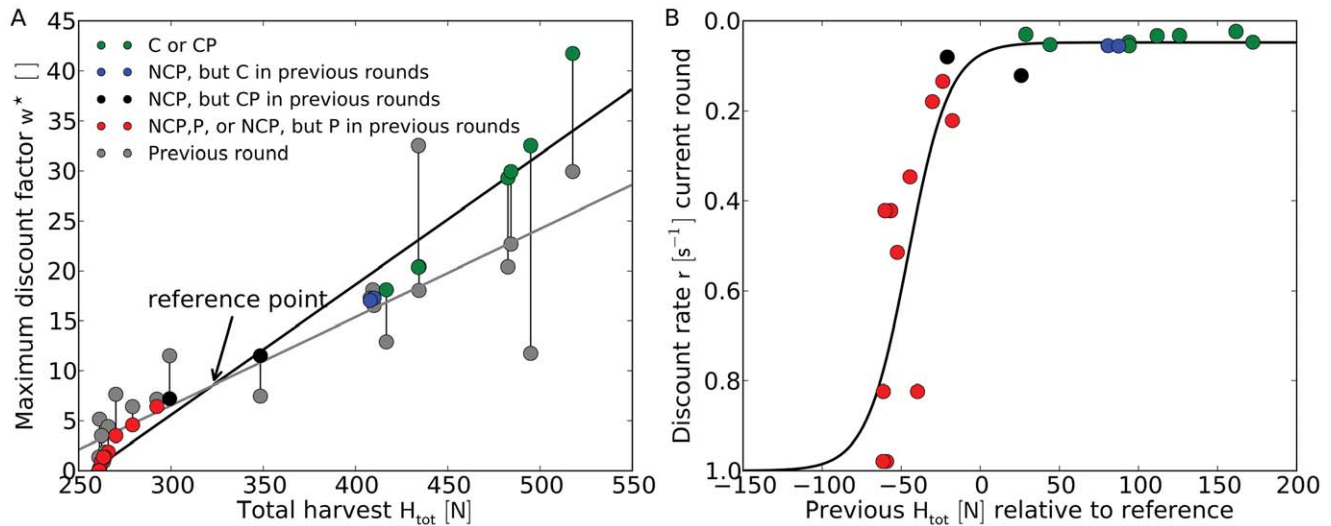 A
45
40
35
30
25
20
15
10
5
0
Maximum discount factor w* [ ]
C or CP
NCP, but C in previous rounds
NCP, but CP in previous rounds
NCP,P, or NCP, but P in previous rounds
Previous round
reference point
250 300 350 400 450 500 550
Total harvest H_tot [N]
B
0.0
0.2
0.4
0.6
0.8
1.0
Discount rate r [s⁻¹] current round
−150 −100 −50 0 50 100 150 200
Previous H_tot [N] relative to reference